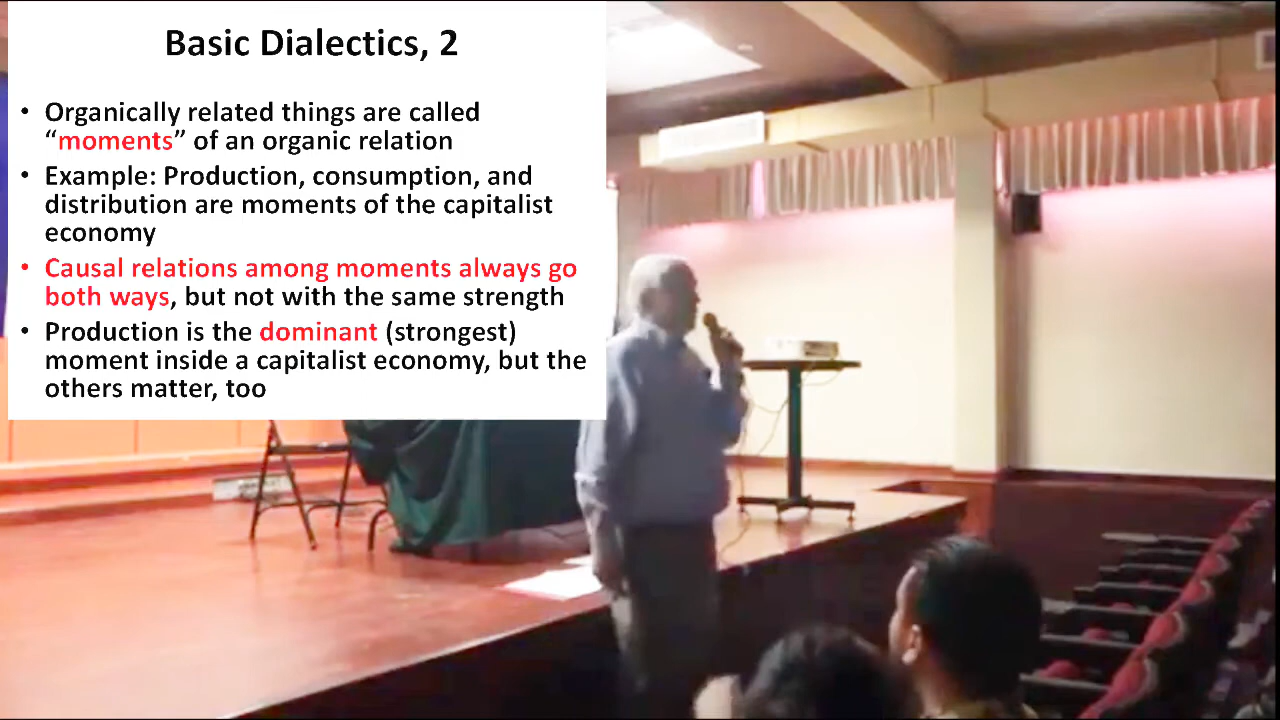 Basic Dialectics, 2
• Organically related things are called
“moments” of an organic relation
• Example: Production, consumption, and
distribution are moments of the capitalist
economy
• Causal relations among moments always go
both ways, but not with the same strength
• Production is the dominant (strongest)
moment inside a capitalist economy, but the
others matter, too